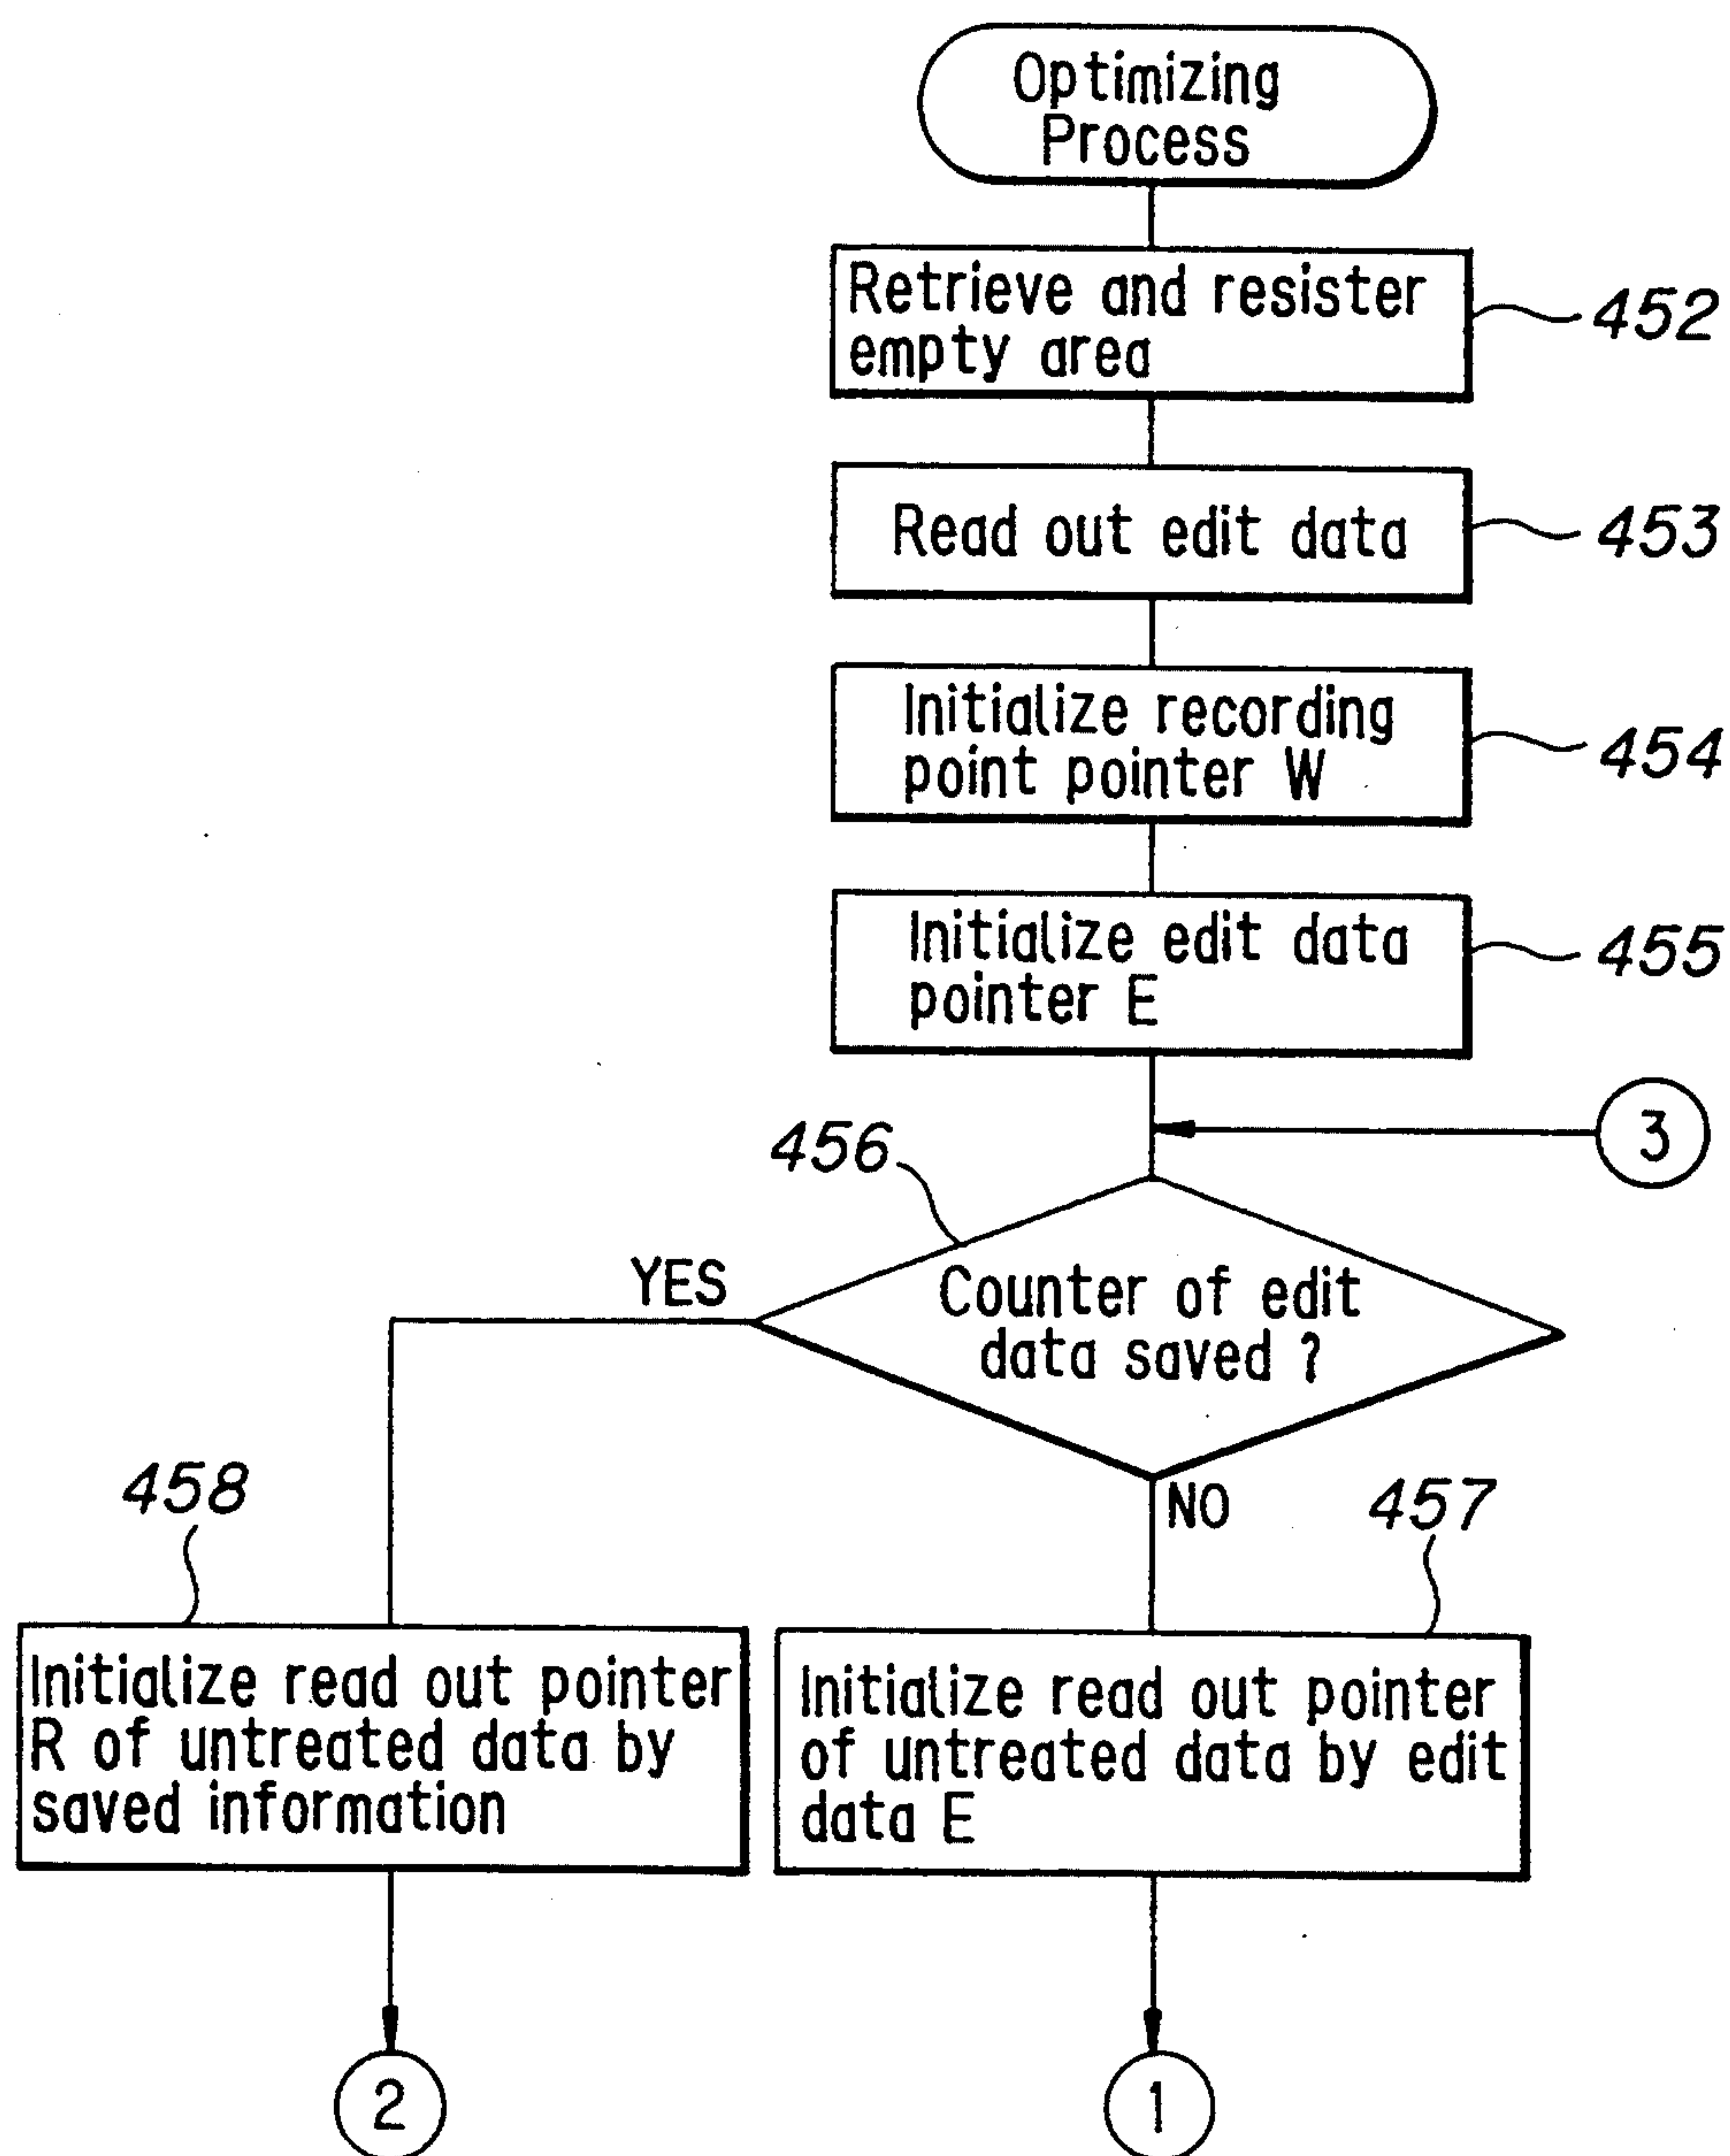 Optimizing
Process
Retrieve and resister
empty area
452
Read out edit data
453
Initialize recording
point pointer W
454
Initialize edit data
pointer E
455
3
456
YES
Counter of edit
data saved ?
458
NO
457
Initialize read out pointer
R of untreated data by
saved information
Initialize read out pointer
of untreated data by edit
data E
2
1